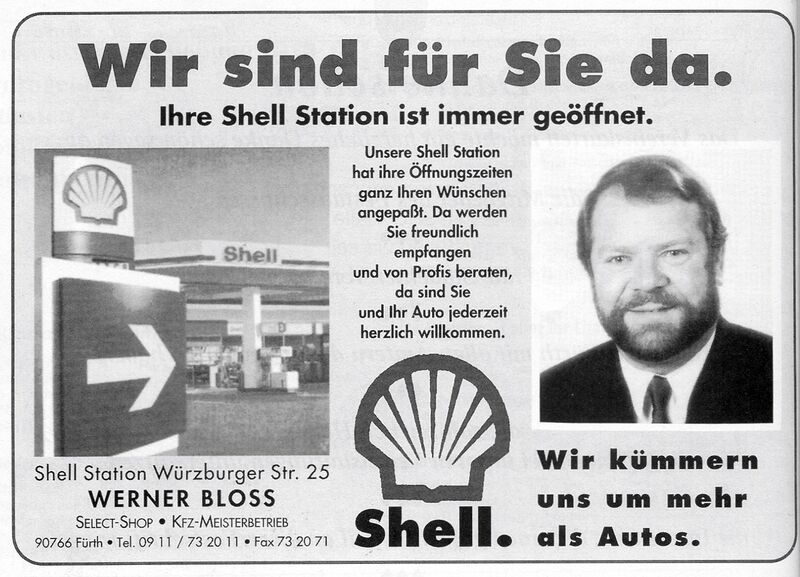 Wir sind für Sie da.
Ihre Shell Station ist immer geöffnet.
Shell
Unsere Shell Station
hat ihre Öffnungszeiten
ganz Ihren Wünschen
angepaßt. Da werden
Sie freundlich
empfangen
und von Profis beraten,
da sind Sie
und Ihr Auto jederzeit
herzlich willkommen.
Shell Station Würzburger Str. 25
WERNER BLOSS
SELECT-SHOP • KFZ-MEISTERBETRIEB
90766 Fürth • Tel. 09 11 / 73 20 11 • Fax 73 20 71
Shell.
Wir kümmern
uns um mehr
als Autos.